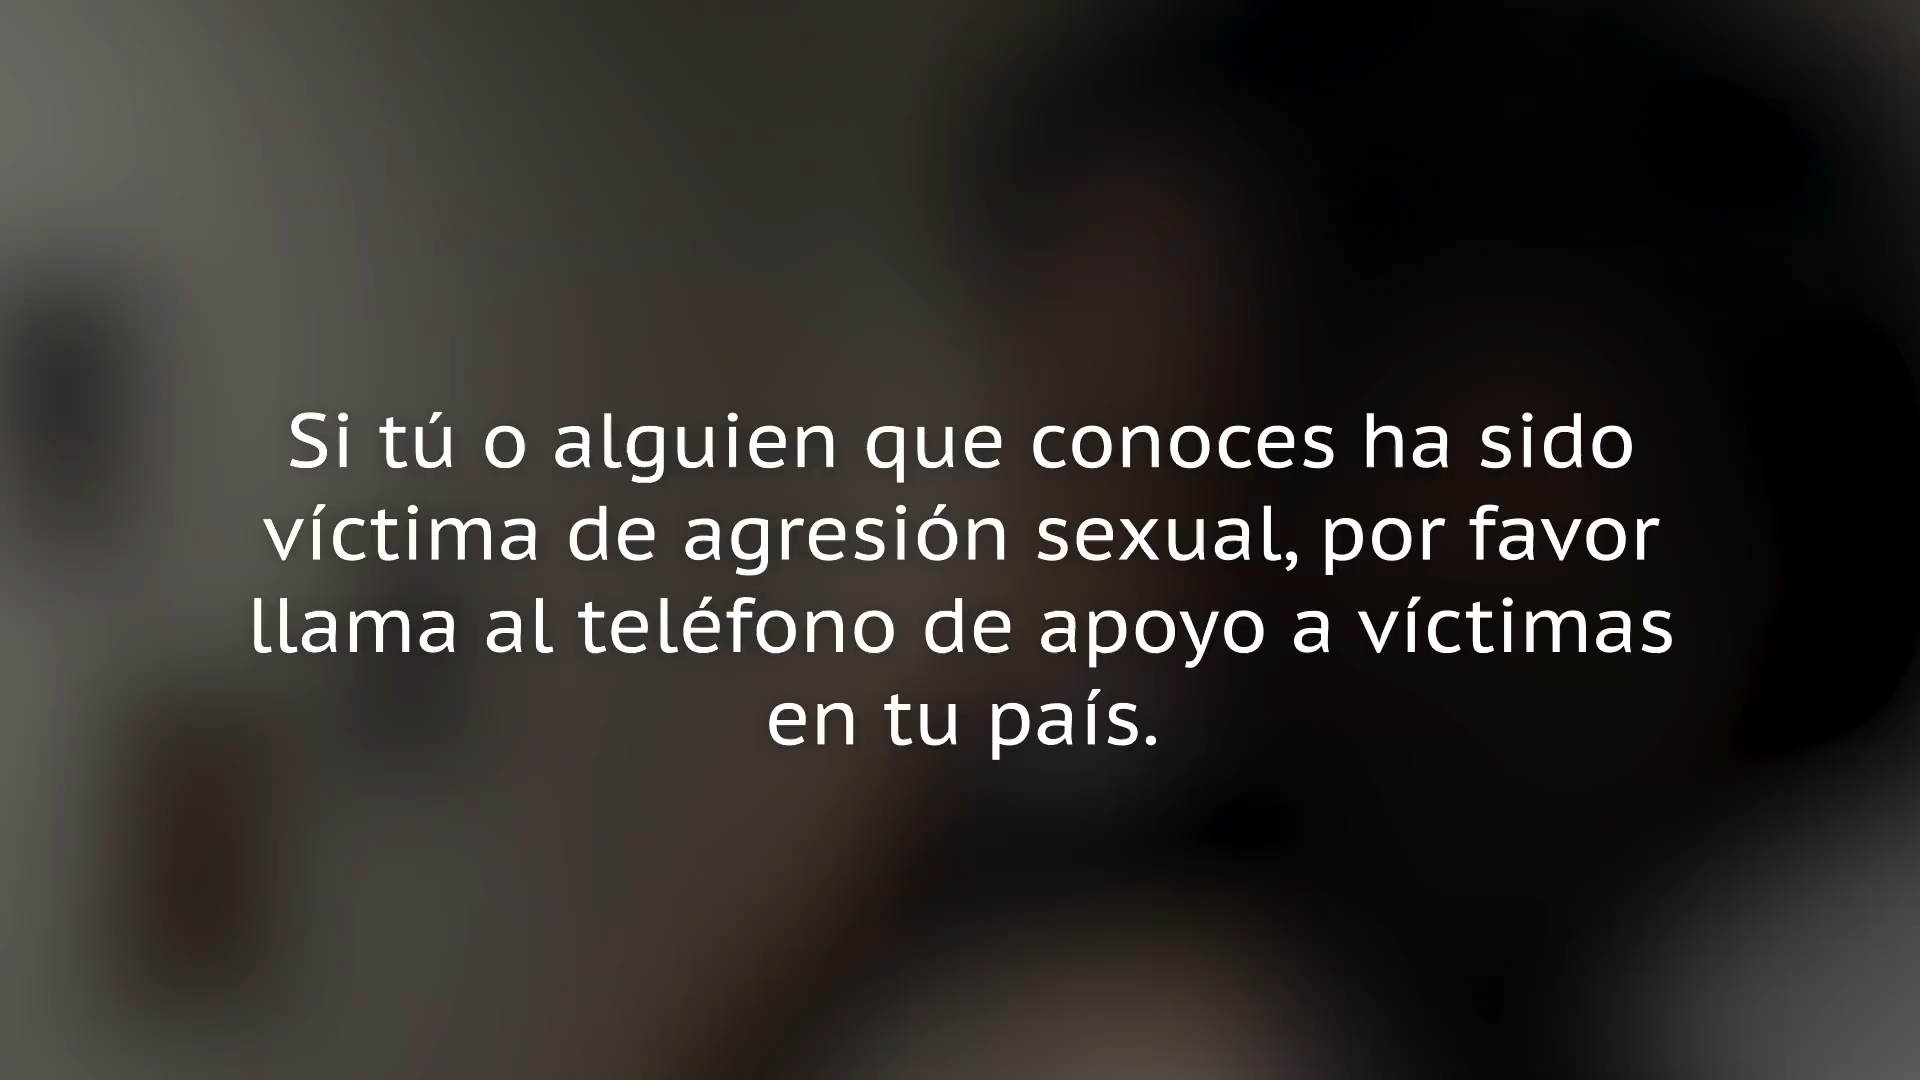 Si tú o alguien que conoces ha sido
víctima de agresión sexual, por favor
llama al teléfono de apoyo a víctimas
en tu país.